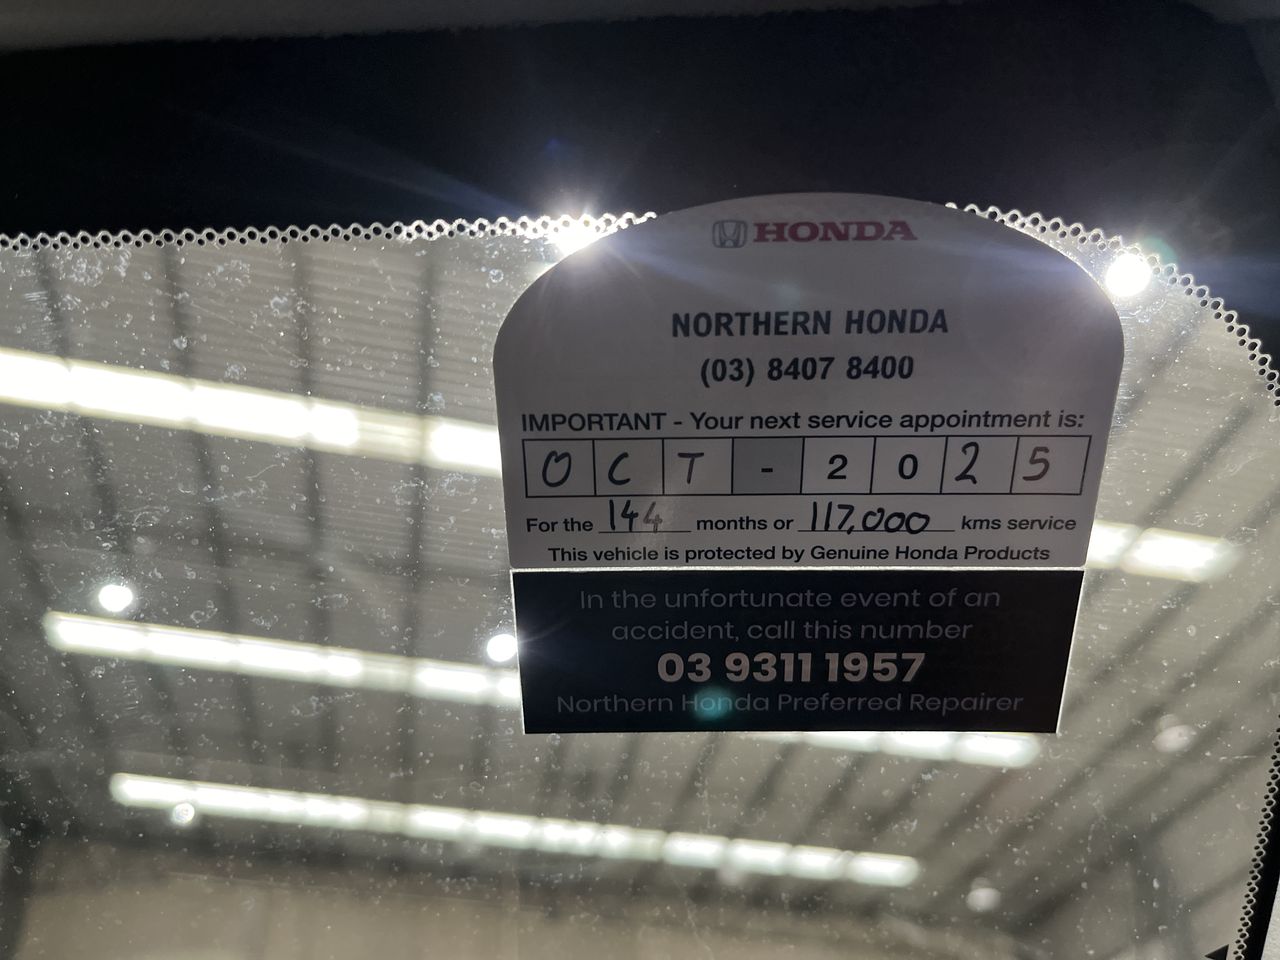 HONDA
NORTHERN HONDA
(03) 8407 8400
IMPORTANT - Your next service appointment is:
OCT - 2025
For the 144 months or 117,000 kms service
This vehicle is protected by Genuine Honda Products
In the unfortunate event of an
accident, call this number
03 9311 1957
Northern Honda Preferred Repairer